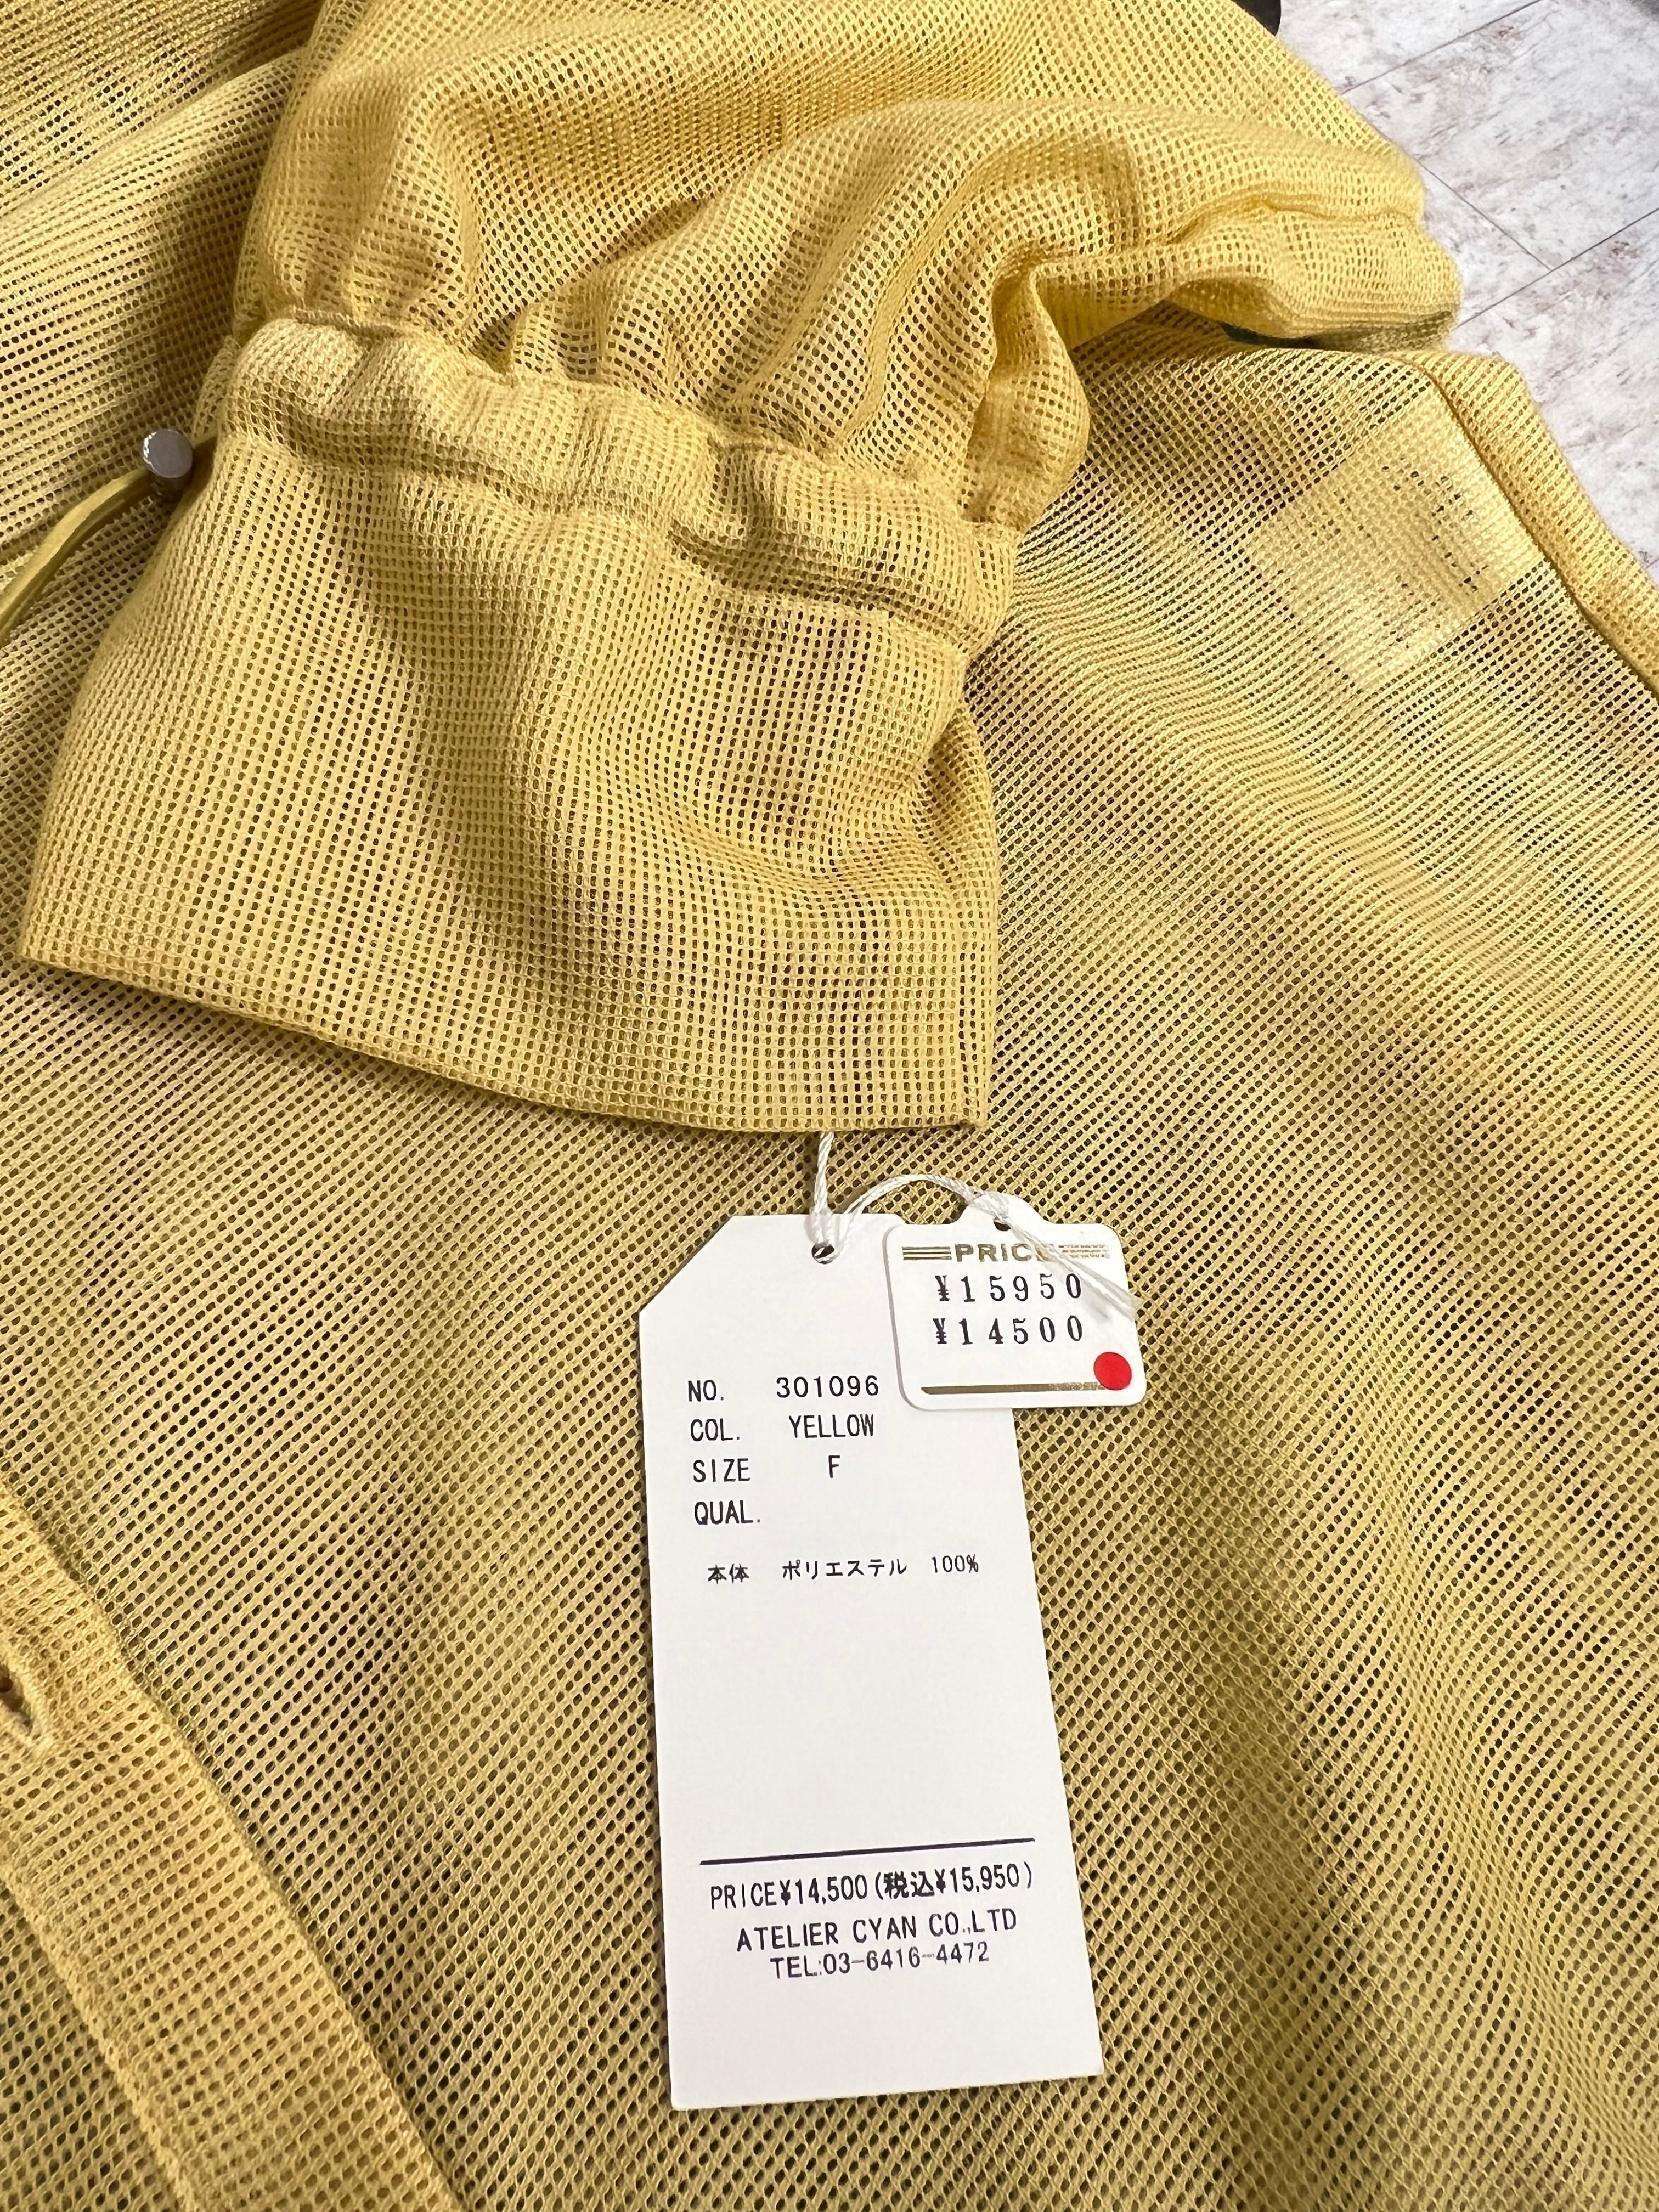 PRICE
¥15950
¥14500
NO. 301096
COL. YELLOW
SIZE F
QUAL.
本体 ポリエステル 100%
PRICE¥14,500(税込¥15,950)
ATELIER CYAN CO.,LTD
TEL:03-6416-4472